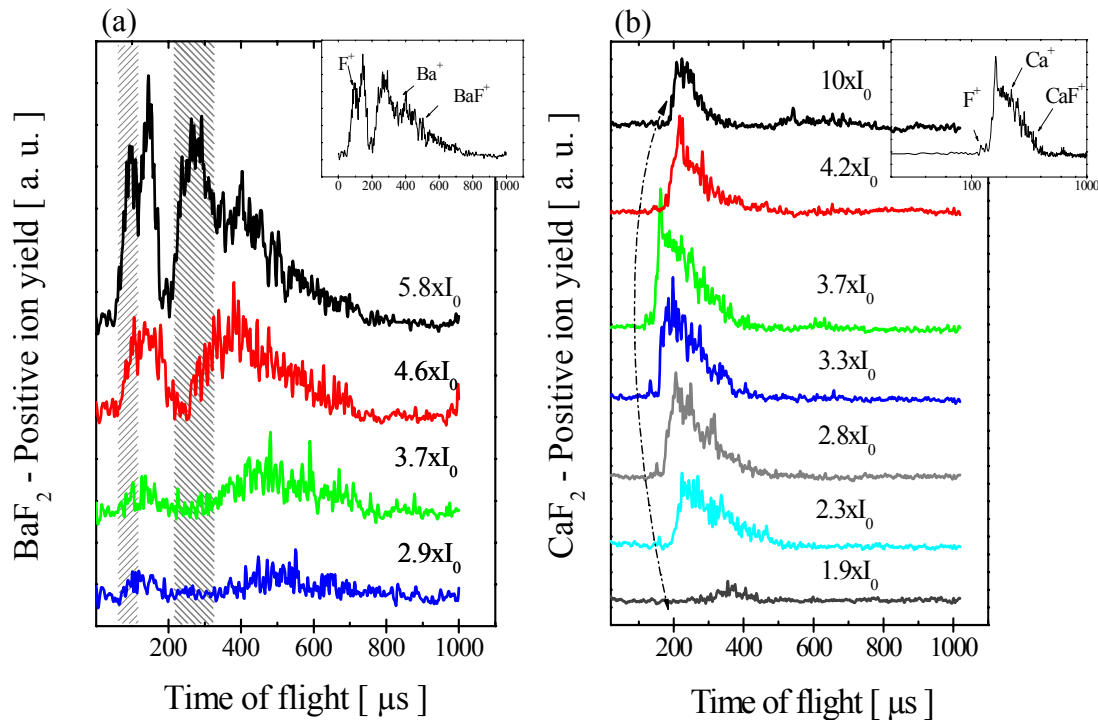 (a)
BaF₂ - Positive ion yield [ a. u. ]
F⁺
Ba⁺
BaF⁺
0 200 400 600 800 1000
5.8xI₀
4.6xI₀
3.7xI₀
2.9xI₀
200 400 600 800 1000
Time of flight [ μs ]
(b)
CaF₂ - Positive ion yield [ a. u. ]
F⁺
Ca⁺
CaF⁺
100 1000
10xI₀
4.2xI₀
3.7xI₀
3.3xI₀
2.8xI₀
2.3xI₀
1.9xI₀
200 400 600 800 1000
Time of flight [ μs ]